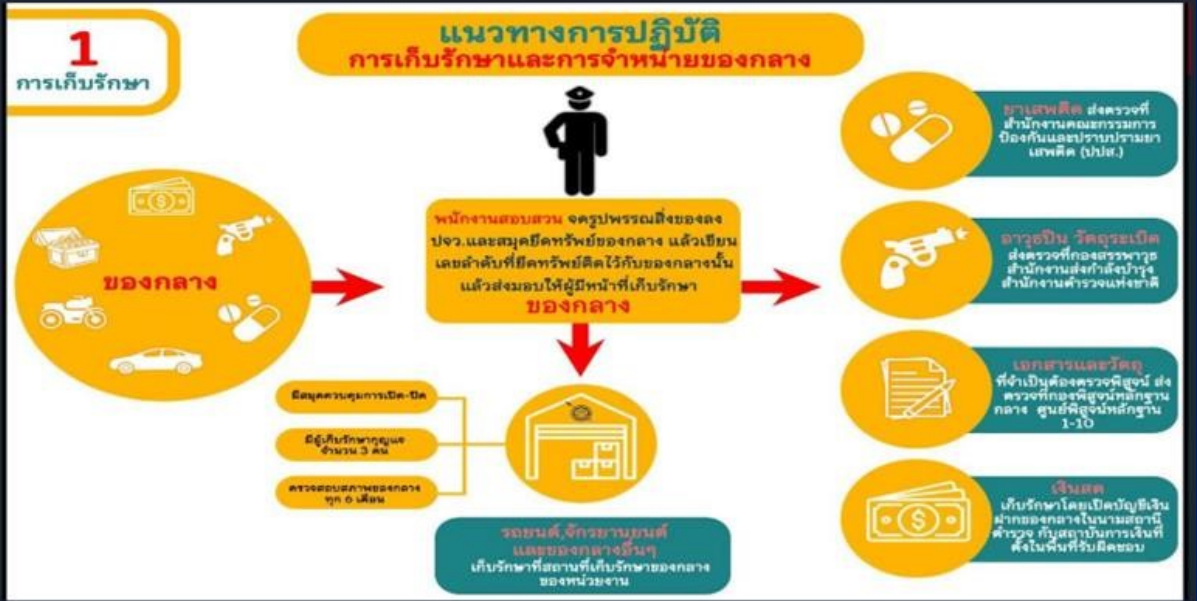 1
การเก็บรักษา
แนวทางการปฏิบัติ
การเก็บรักษาและการจำหน่ายของกลาง
ของกลาง
พนักงานสอบสวน จดรูปพรรณสิ่งของลง
ปจว.และสมุดยึดทรัพย์ของกลาง แล้วเขียน
เลขลำดับที่ยึดทรัพย์ติดไว้กับของกลางนั้น
แล้วส่งมอบให้ผู้มีหน้าที่เก็บรักษา
ของกลาง
มีสมุดควบคุมการเปิด-ปิด
มีผู้เก็บรักษากุญแจ
จำนวน 3 คน
ตรวจสอบสภาพของกลาง
ทุก 6 เดือน
รถยนต์,จักรยานยนต์
และของกลางอื่นๆ
เก็บรักษาที่สถานที่เก็บรักษาของกลาง
ของหน่วยงาน
ยาเสพติด ส่งตรวจที่
สำนักงานคณะกรรมการ
ป้องกันและปราบปรามยา
เสพติด (ปปส.)
อาวุธปืน วัตถุระเบิด
ส่งตรวจที่กองสรรพาวุธ
สำนักงานส่งกำลังบำรุง
สำนักงานตำรวจแห่งชาติ
เอกสารและวัตถุ
ที่จำเป็นต้องตรวจพิสูจน์ ส่ง
ตรวจที่กองพิสูจน์หลักฐาน
กลาง ศูนย์พิสูจน์หลักฐาน
1-10
เงินสด
เก็บรักษาโดยเปิดบัญชีเงิน
ฝากของกลางในนามสถานี
ตำรวจ กับสถาบันการเงินที่
ตั้งในพื้นที่รับผิดชอบ